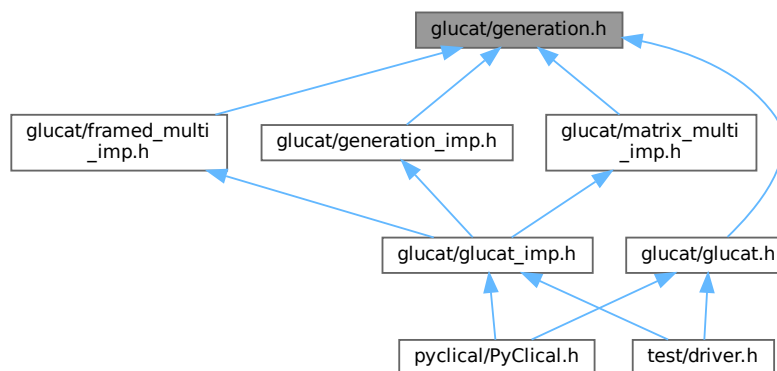 glucat/generation.h
glucat/framed_multi
_imp.h
glucat/generation_imp.h
glucat/matrix_multi
_imp.h
glucat/glucat_imp.h
glucat/glucat.h
pyclical/PyClical.h
test/driver.h